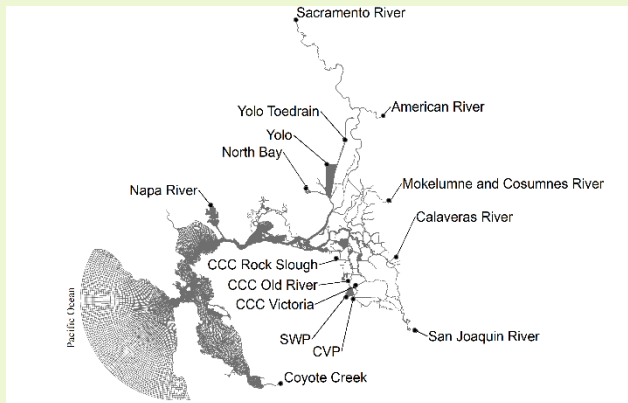 Sacramento River
American River
Yolo Toedrain
Yolo
North Bay
Napa River
Mokelumne and Cosumnes River
Calaveras River
CCC Rock Slough
CCC Old River
CCC Victoria
SWP
CVP
San Joaquin River
Coyote Creek
Pacific Ocean